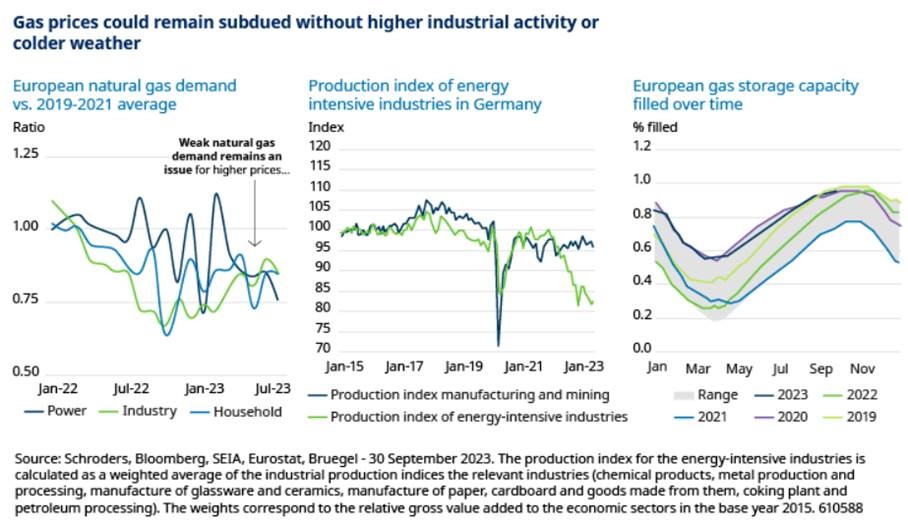 Gas prices could remain subdued without higher industrial activity or
colder weather
European natural gas demand
vs. 2019-2021 average
Ratio
Weak natural gas
demand remains an
issue for higher prices...
1.25
1.00
0.75
0.50
Jan-22 Jul-22 Jan-23 Jul-23
Power Industry Household
Production index of energy
intensive industries in Germany
Index
120
115
110
105
100
95
90
85
80
75
70
Jan-15 Jan-17 Jan-19 Jan-21 Jan-23
Production index manufacturing and mining
Production index of energy-intensive industries
European gas storage capacity
filled over time
% filled
1.2
1.0
0.8
0.6
0.4
0.2
0.0
Jan Mar May Jul Sep Nov
Range 2023 2022
2021 2020 2019
Source: Schroders, Bloomberg, SEIA, Eurostat, Bruegel - 30 September 2023. The production index for the energy-intensive industries is
calculated as a weighted average of the industrial production indices the relevant industries (chemical products, metal production and
processing, manufacture of glassware and ceramics, manufacture of paper, cardboard and goods made from them, coking plant and
petroleum processing). The weights correspond to the relative gross value added to the economic sectors in the base year 2015. 610588